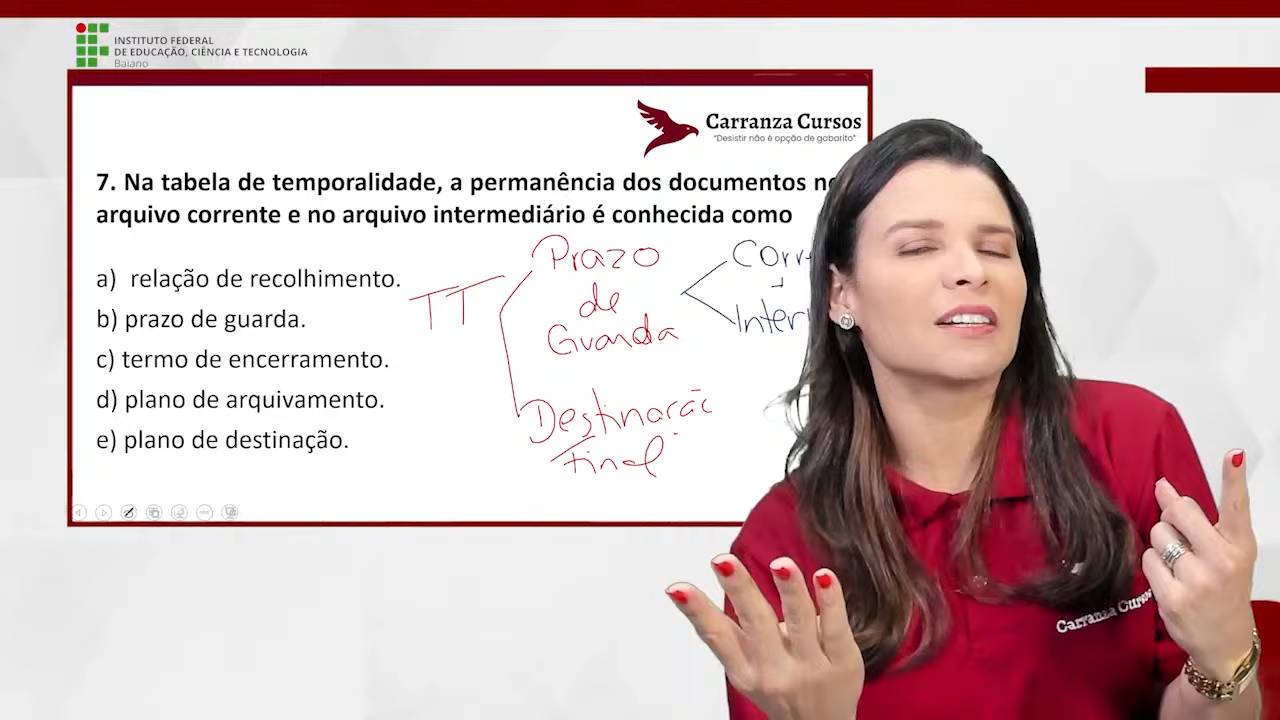 INSTITUTO FEDERAL
DE EDUCAÇÃO, CIÊNCIA E TECNOLOGIA
Baiano
Carranza Cursos
"Desistir não é opção de gabarito"
7. Na tabela de temporalidade, a permanência dos documentos no
arquivo corrente e no arquivo intermediário é conhecida como
a) relação de recolhimento.
b) prazo de guarda.
c) termo de encerramento.
d) plano de arquivamento.
e) plano de destinação.
TT
Prazo
de
Guarda
Corr
+
Inter
Destinação
Final
Carranza Cursos